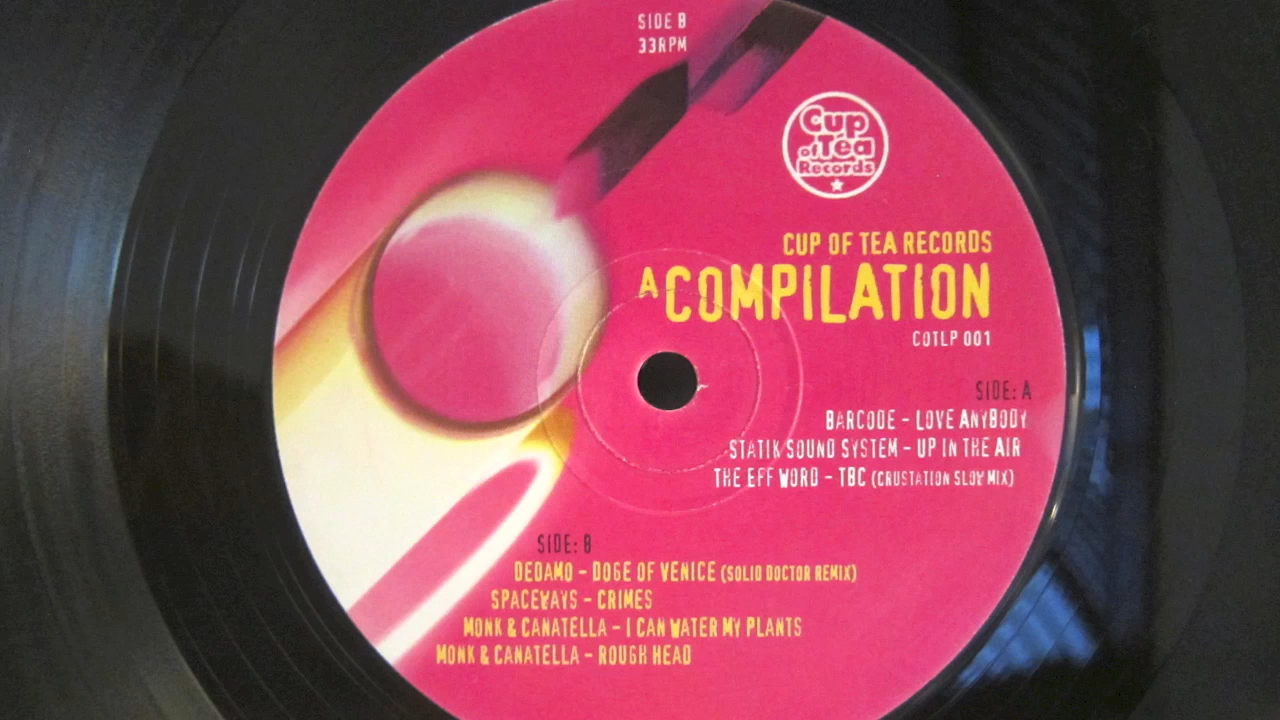 SIDE B
33RPM
Cup
of Tea
Records
CUP OF TEA RECORDS
A COMPILATION
COTLP 001
SIDE: A
BARCODE - LOVE ANYBODY
STATIK SOUND SYSTEM - UP IN THE AIR
THE EFF WORD - TBC (CRUSTATION SLOW MIX)
SIDE: B
DEDAMO - DOGE OF VENICE (SOLID DOCTOR REMIX)
SPACEWAYS - CRIMES
MONK & CANATELLA - I CAN WATER MY PLANTS
MONK & CANATELLA - ROUGH HEAD